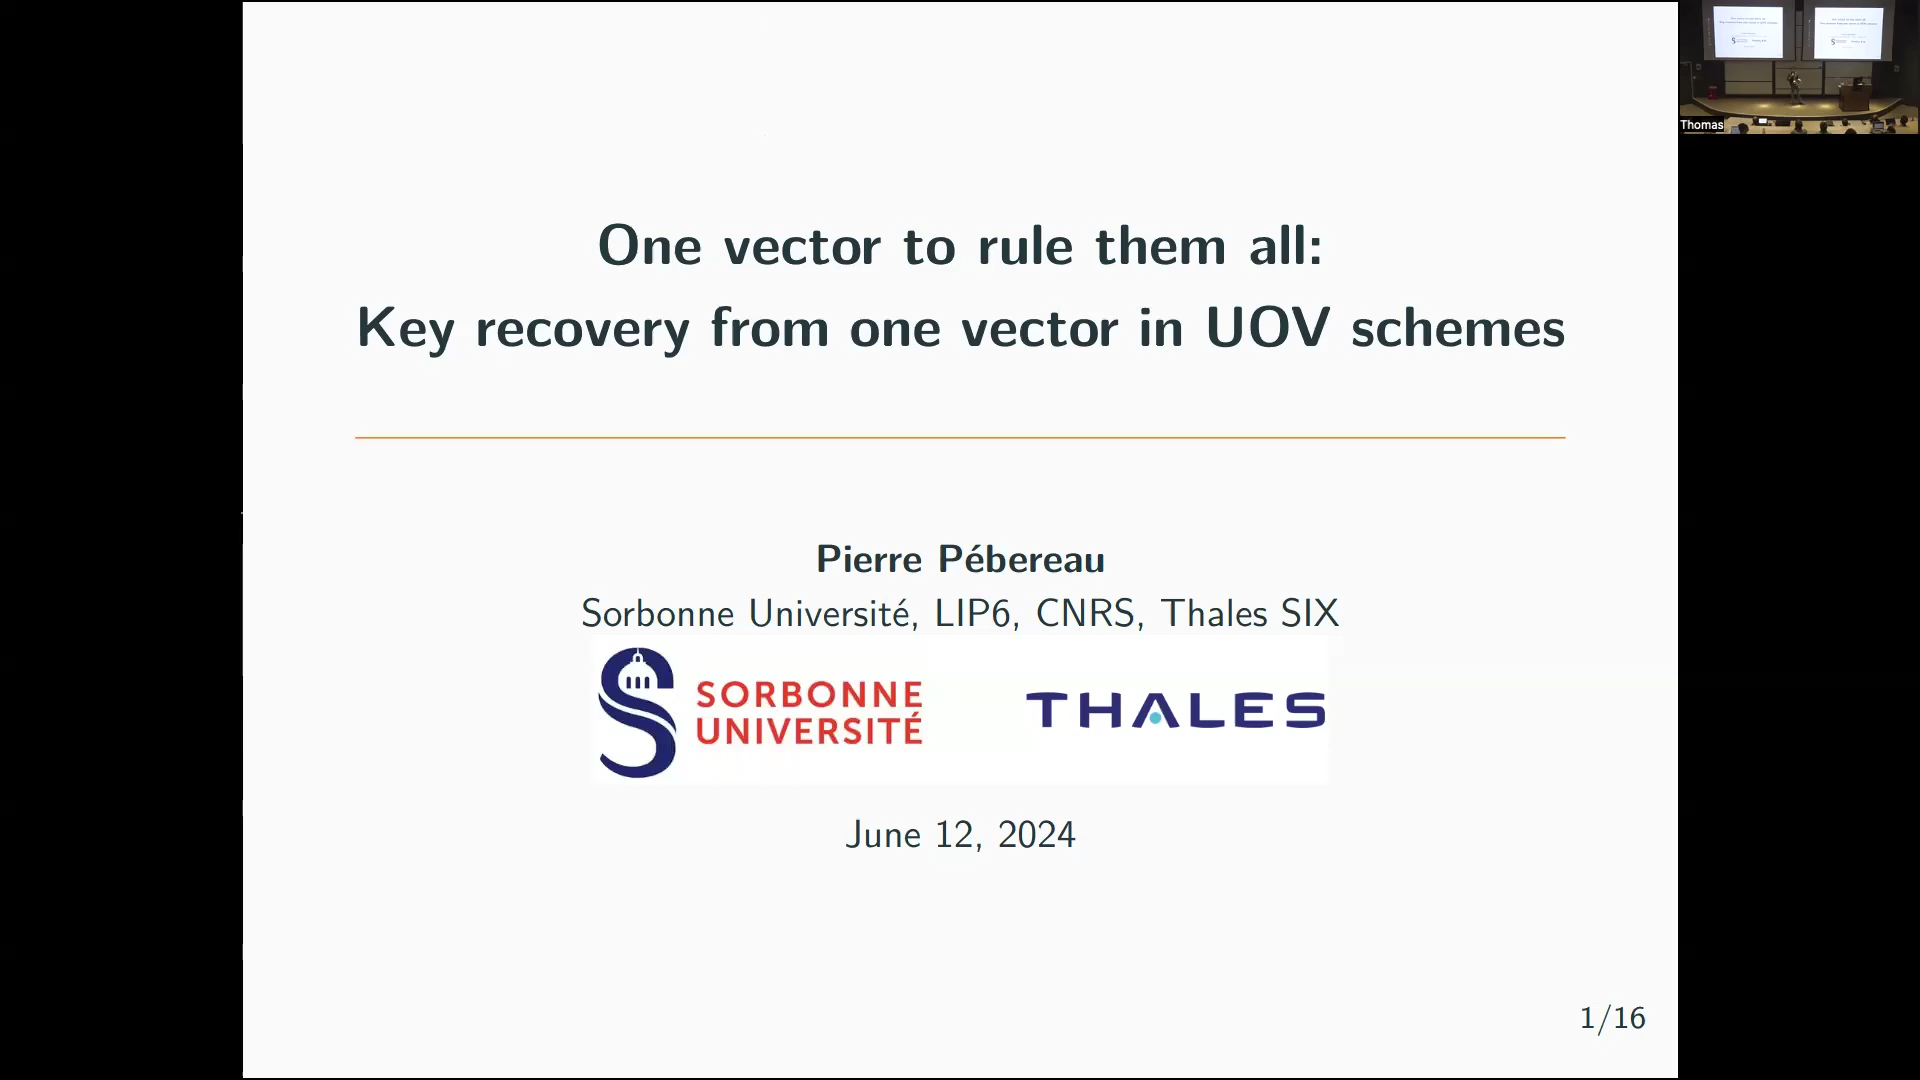 One vector to rule them all:
Key recovery from one vector in UOV schemes
Pierre Pébereau
Sorbonne Université, LIP6, CNRS, Thales SIX
SORBONNE
UNIVERSITÉ
THALES
June 12, 2024
1/16
Thomas